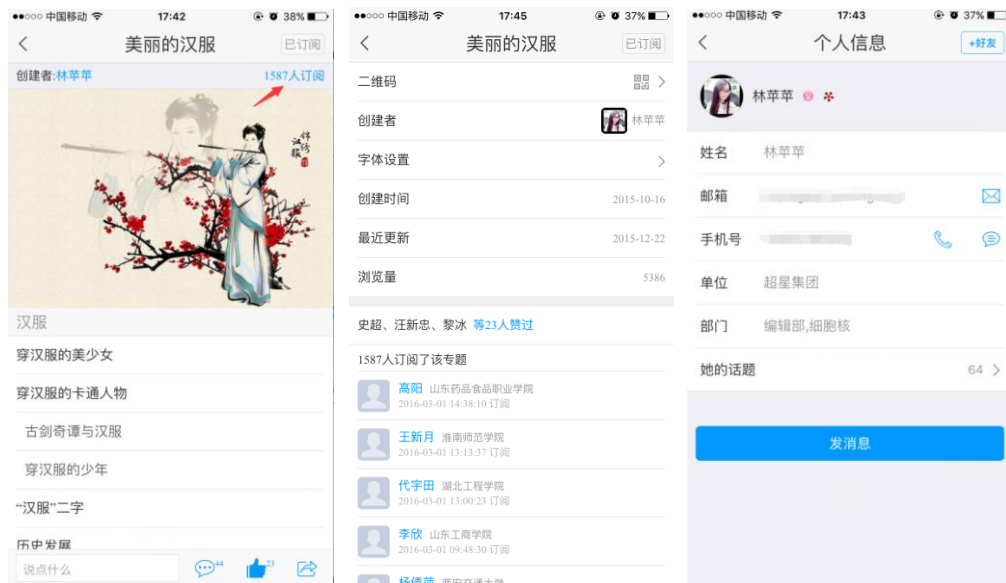 中国移动 17:42 38%
美丽的汉服 已订阅
创建者:林苹苹 1587人订阅
锦绣
汉服
汉服
穿汉服的美少女
穿汉服的卡通人物
古剑奇谭与汉服
穿汉服的少年
“汉服”二字
历史发展
说点什么 44 23
中国移动 17:45 37%
美丽的汉服 已订阅
二维码
创建者 林苹苹
字体设置
创建时间 2015-10-16
最近更新 2015-12-22
浏览量 5386
史超、汪新忠、黎冰 等23人赞过
1587人订阅了该专题
高阳 山东药品食品职业学院
2016-03-01 14:38:10 订阅
王新月 淮南师范学院
2016-03-01 13:13:37 订阅
代宇田 湖北工程学院
2016-03-01 13:00:23 订阅
李欣 山东工商学院
2016-03-01 09:48:30 订阅
杨倩萍 西安交通大学
中国移动 17:43 37%
个人信息 +好友
林苹苹
姓名 林苹苹
邮箱
手机号
单位 超星集团
部门 编辑部,细胞核
她的话题 64
发消息